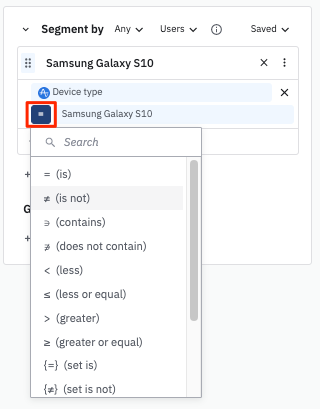 Segment by Any Users Saved
Samsung Galaxy S10
Device type
= Samsung Galaxy S10
Search
= (is)
≠ (is not)
∋ (contains)
∌ (does not contain)
< (less)
≤ (less or equal)
> (greater)
≥ (greater or equal)
{=} (set is)
{≠} (set is not)
G